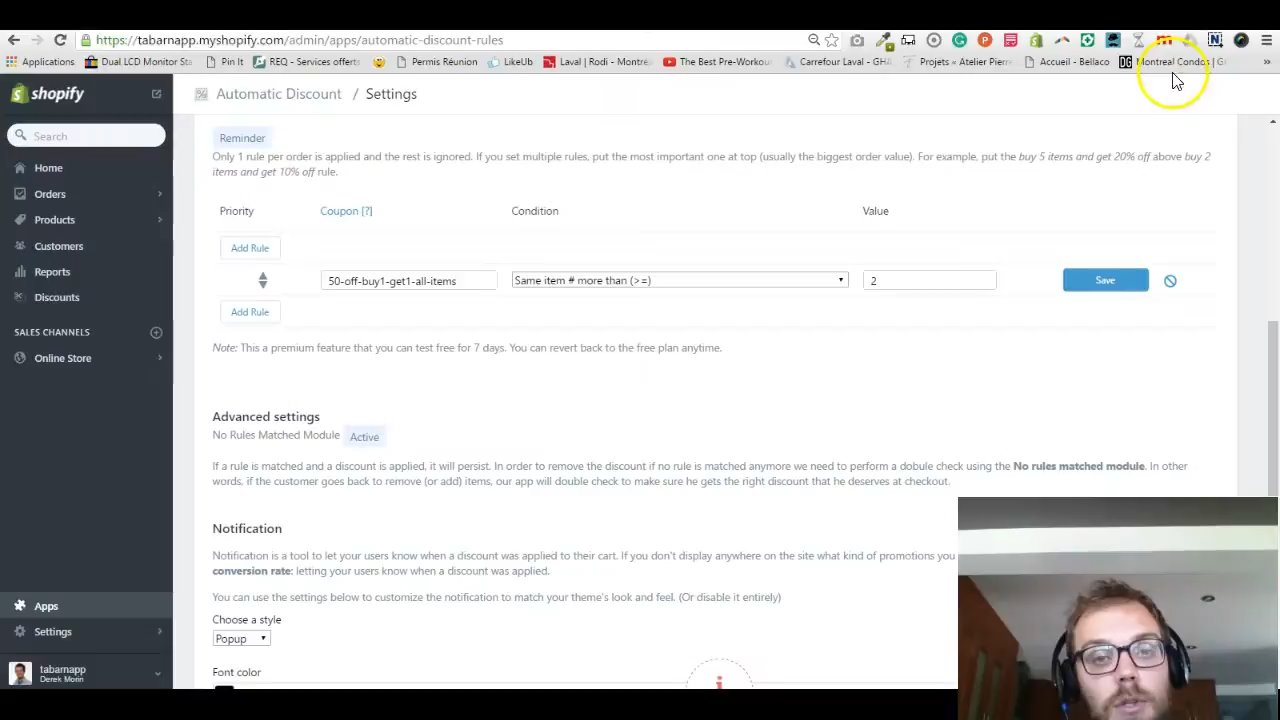 https://tabarnapp.myshopify.com/admin/apps/automatic-discount-rules
Applications Dual LCD Monitor Sta Pin It REQ - Services offerts Permis Réunion LikeUb Laval | Rodi - Montré The Best Pre-Workou Carrefour Laval - GHA Projets « Atelier Pierre Accueil - Bellaco Montreal Condos | G »
shopify
Automatic Discount / Settings
Search
Home
Orders
Products
Customers
Reports
Discounts
SALES CHANNELS
Online Store
Apps
Settings
tabarnapp
Derek Morin
Reminder
Only 1 rule per order is applied and the rest is ignored. If you set multiple rules, put the most important one at top (usually the biggest order value). For example, put the buy 5 items and get 20% off above buy 2
items and get 10% off rule.
Priority Coupon [?] Condition Value
Add Rule
50-off-buy1-get1-all-items Same item # more than (>=) 2 Save
Add Rule
Note: This a premium feature that you can test free for 7 days. You can revert back to the free plan anytime.
Advanced settings
No Rules Matched Module Active
If a rule is matched and a discount is applied, it will persist. In order to remove the discount if no rule is matched anymore we need to perform a dobule check using the No rules matched module. In other
words, if the customer goes back to remove (or add) items, our app will double check to make sure he gets the right discount that he deserves at checkout.
Notification
Notification is a tool to let your users know when a discount was applied to their cart. If you don't display anywhere on the site what kind of promotions you
conversion rate: letting your users know when a discount was applied.
You can use the settings below to customize the notification to match your theme's look and feel. (Or disable it entirely)
Choose a style
Popup
Font color